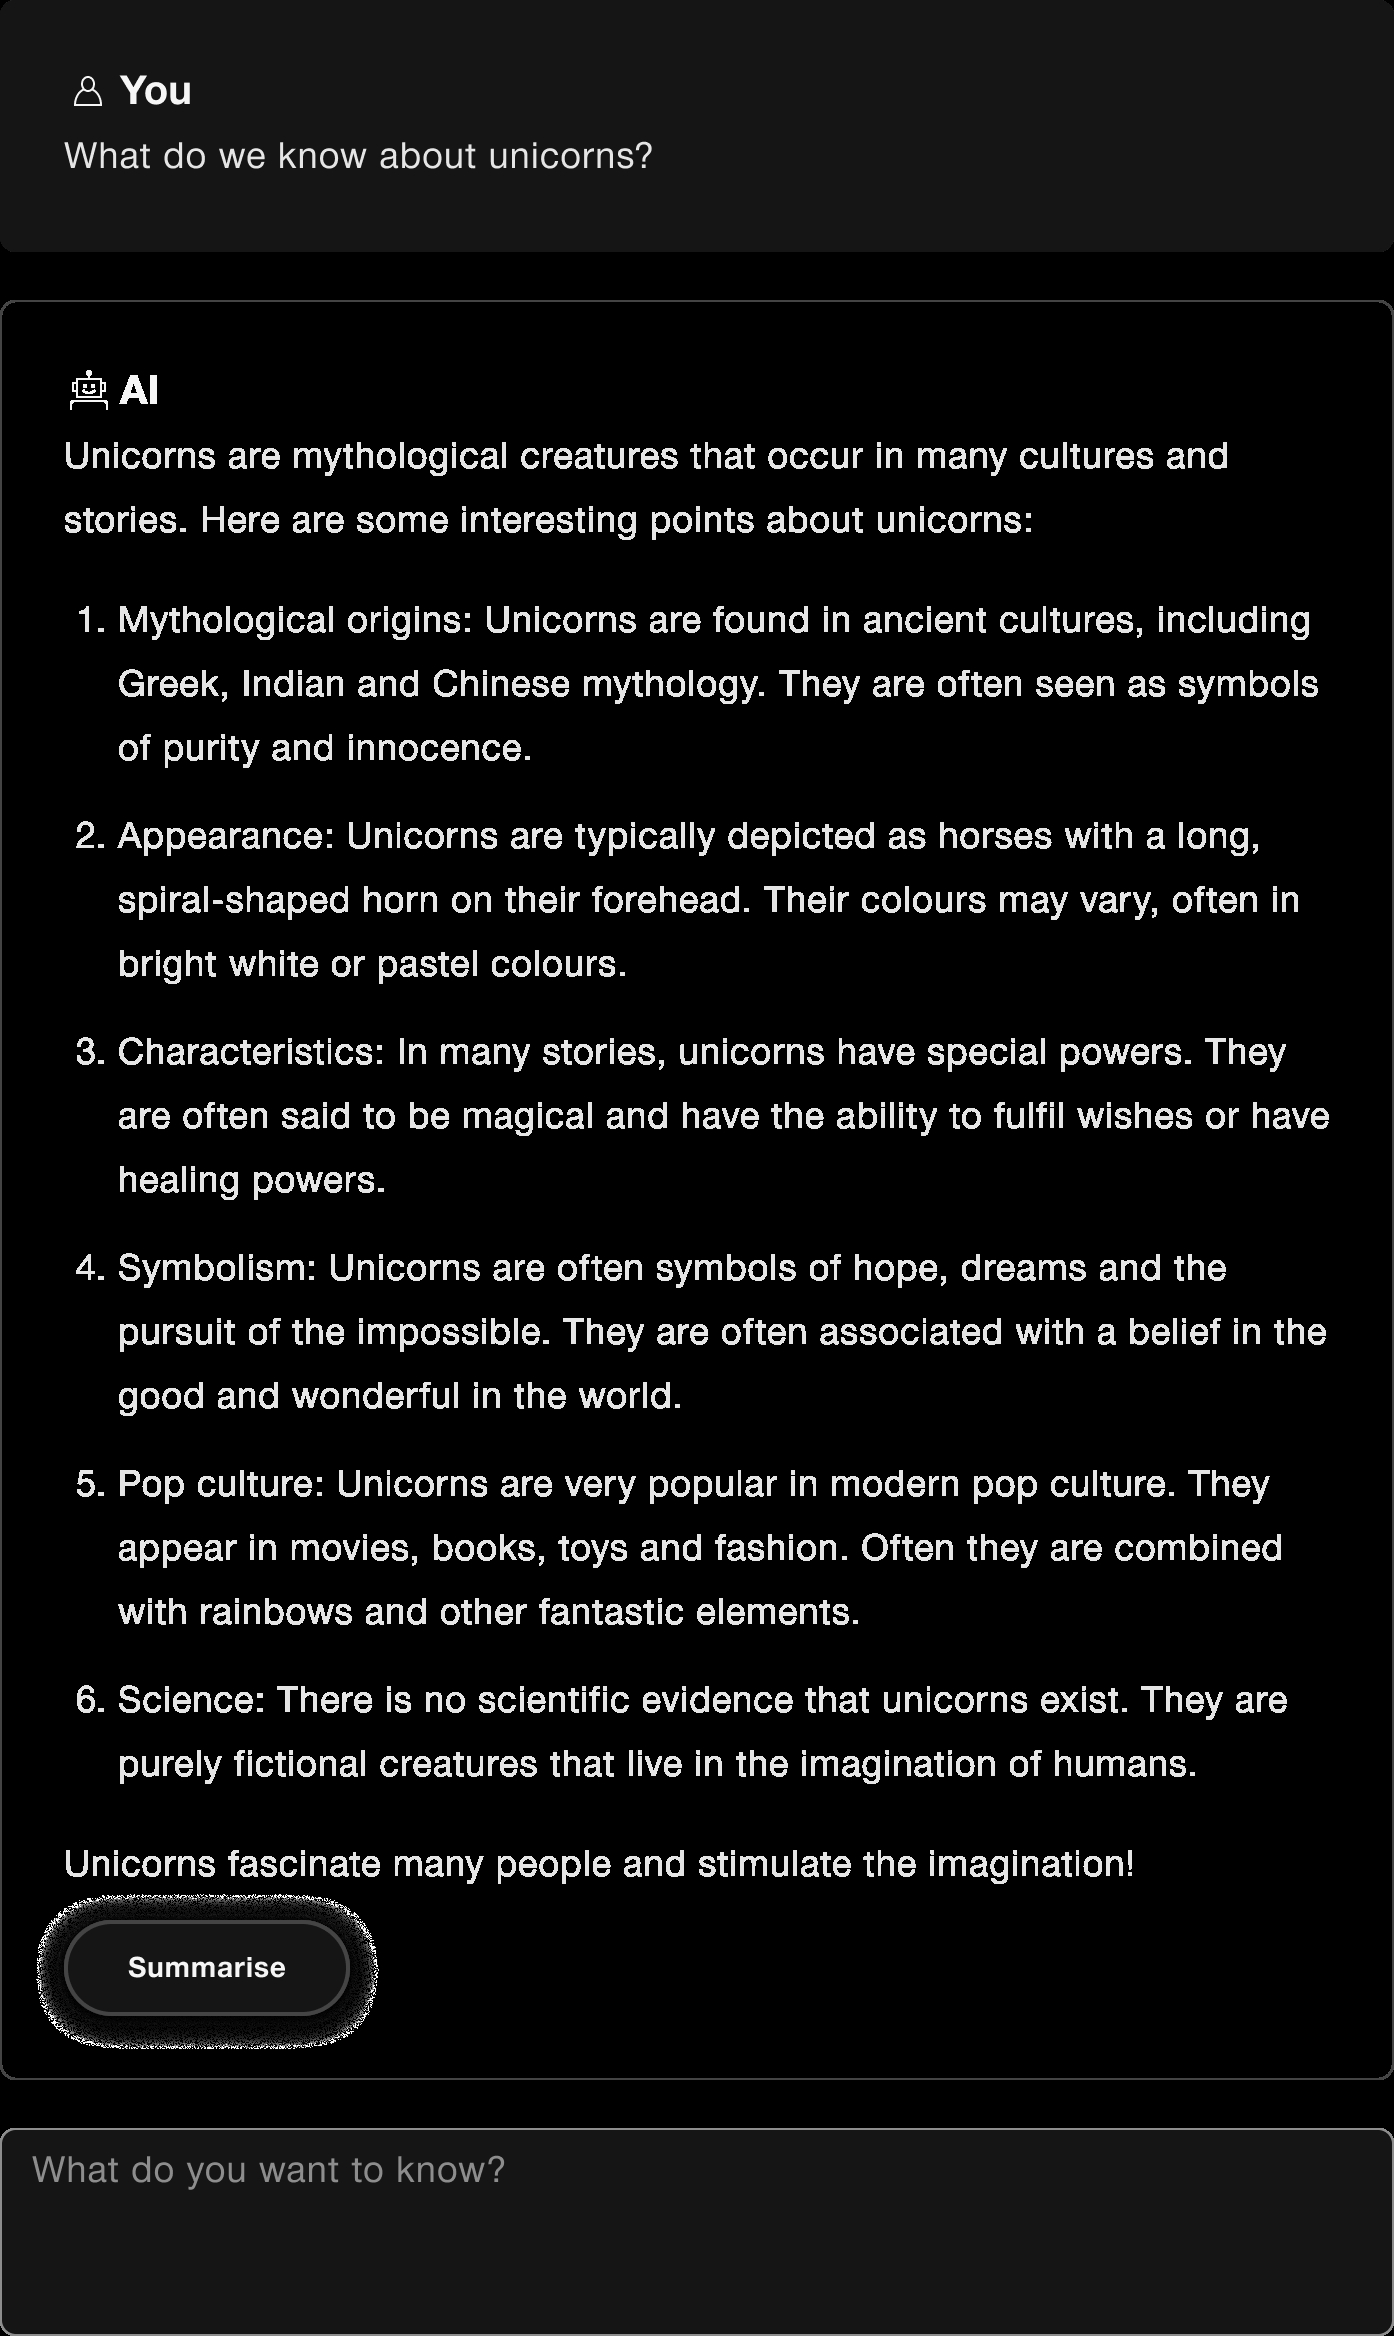 You
What do we know about unicorns?
AI
Unicorns are mythological creatures that occur in many cultures and
stories. Here are some interesting points about unicorns:
1. Mythological origins: Unicorns are found in ancient cultures, including
Greek, Indian and Chinese mythology. They are often seen as symbols
of purity and innocence.
2. Appearance: Unicorns are typically depicted as horses with a long,
spiral-shaped horn on their forehead. Their colours may vary, often in
bright white or pastel colours.
3. Characteristics: In many stories, unicorns have special powers. They
are often said to be magical and have the ability to fulfil wishes or have
healing powers.
4. Symbolism: Unicorns are often symbols of hope, dreams and the
pursuit of the impossible. They are often associated with a belief in the
good and wonderful in the world.
5. Pop culture: Unicorns are very popular in modern pop culture. They
appear in movies, books, toys and fashion. Often they are combined
with rainbows and other fantastic elements.
6. Science: There is no scientific evidence that unicorns exist. They are
purely fictional creatures that live in the imagination of humans.
Unicorns fascinate many people and stimulate the imagination!
Summarise
What do you want to know?